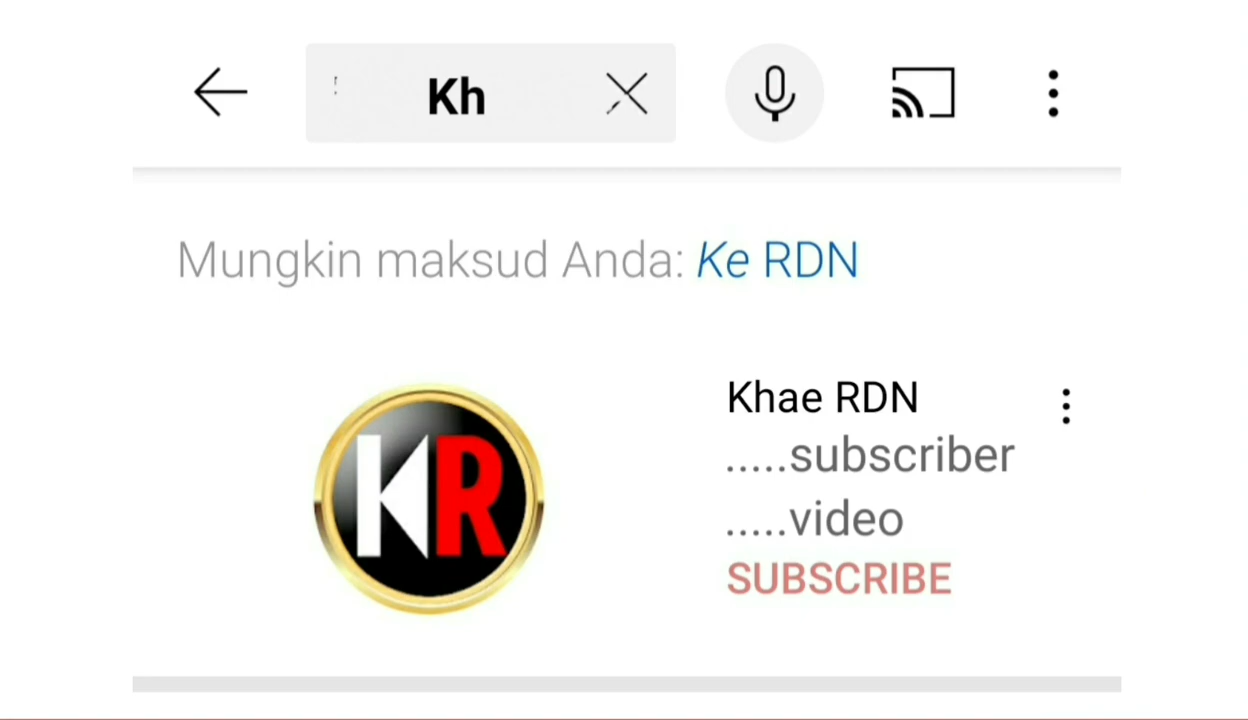 Kh
Mungkin maksud Anda: Ke RDN
KR
Khae RDN
.....subscriber
.....video
SUBSCRIBE